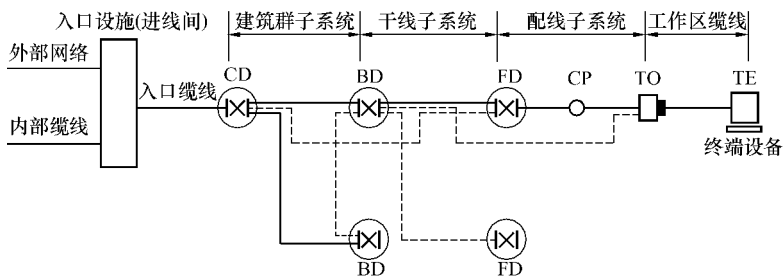 入口设施(进线间)
建筑群子系统
干线子系统
配线子系统
工作区缆线
外部网络
入口缆线
内部缆线
CD
BD
FD
CP
TO
TE
终端设备
BD
FD